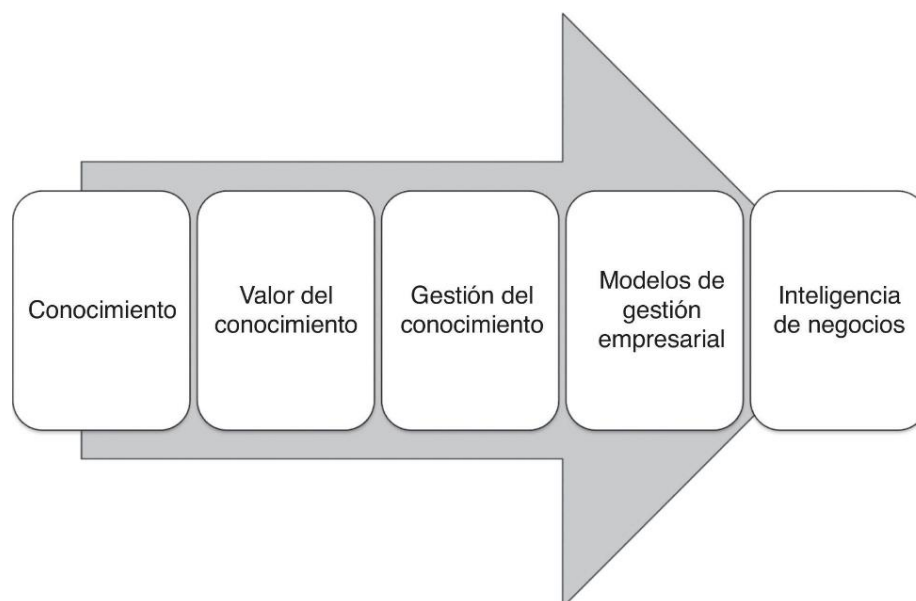 Conocimiento
Valor del
conocimiento
Gestión del
conocimiento
Modelos de
gestión
empresarial
Inteligencia
de negocios